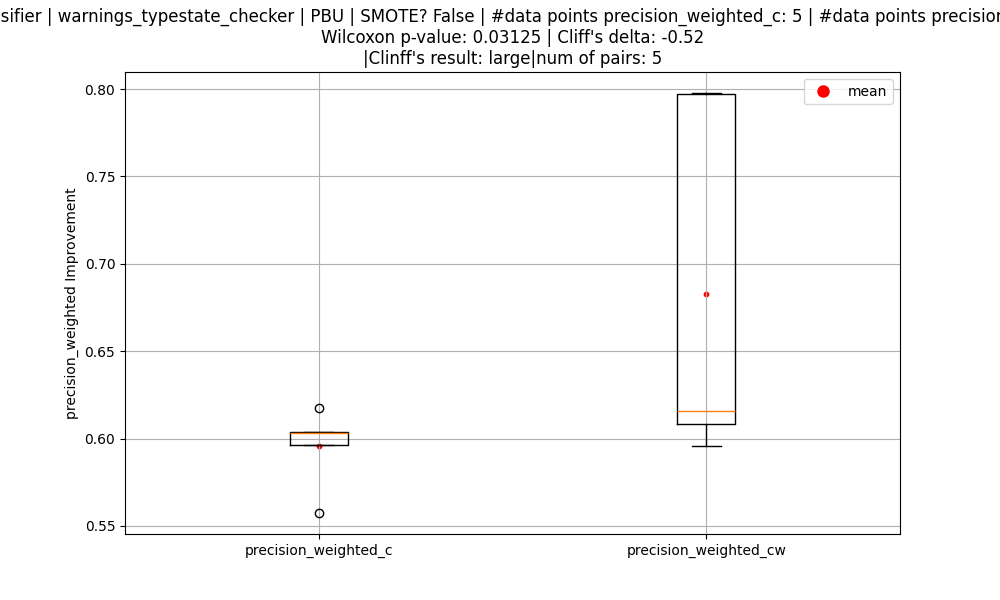 sifier | warnings_typestate_checker | PBU | SMOTE? False | #data points precision_weighted_c: 5 | #data points precision
Wilcoxon p-value: 0.03125 | Cliff's delta: -0.52
|Clinff's result: large|num of pairs: 5
mean
0.80
0.75
0.70
0.65
0.60
0.55
precision_weighted Improvement
precision_weighted_c
precision_weighted_cw